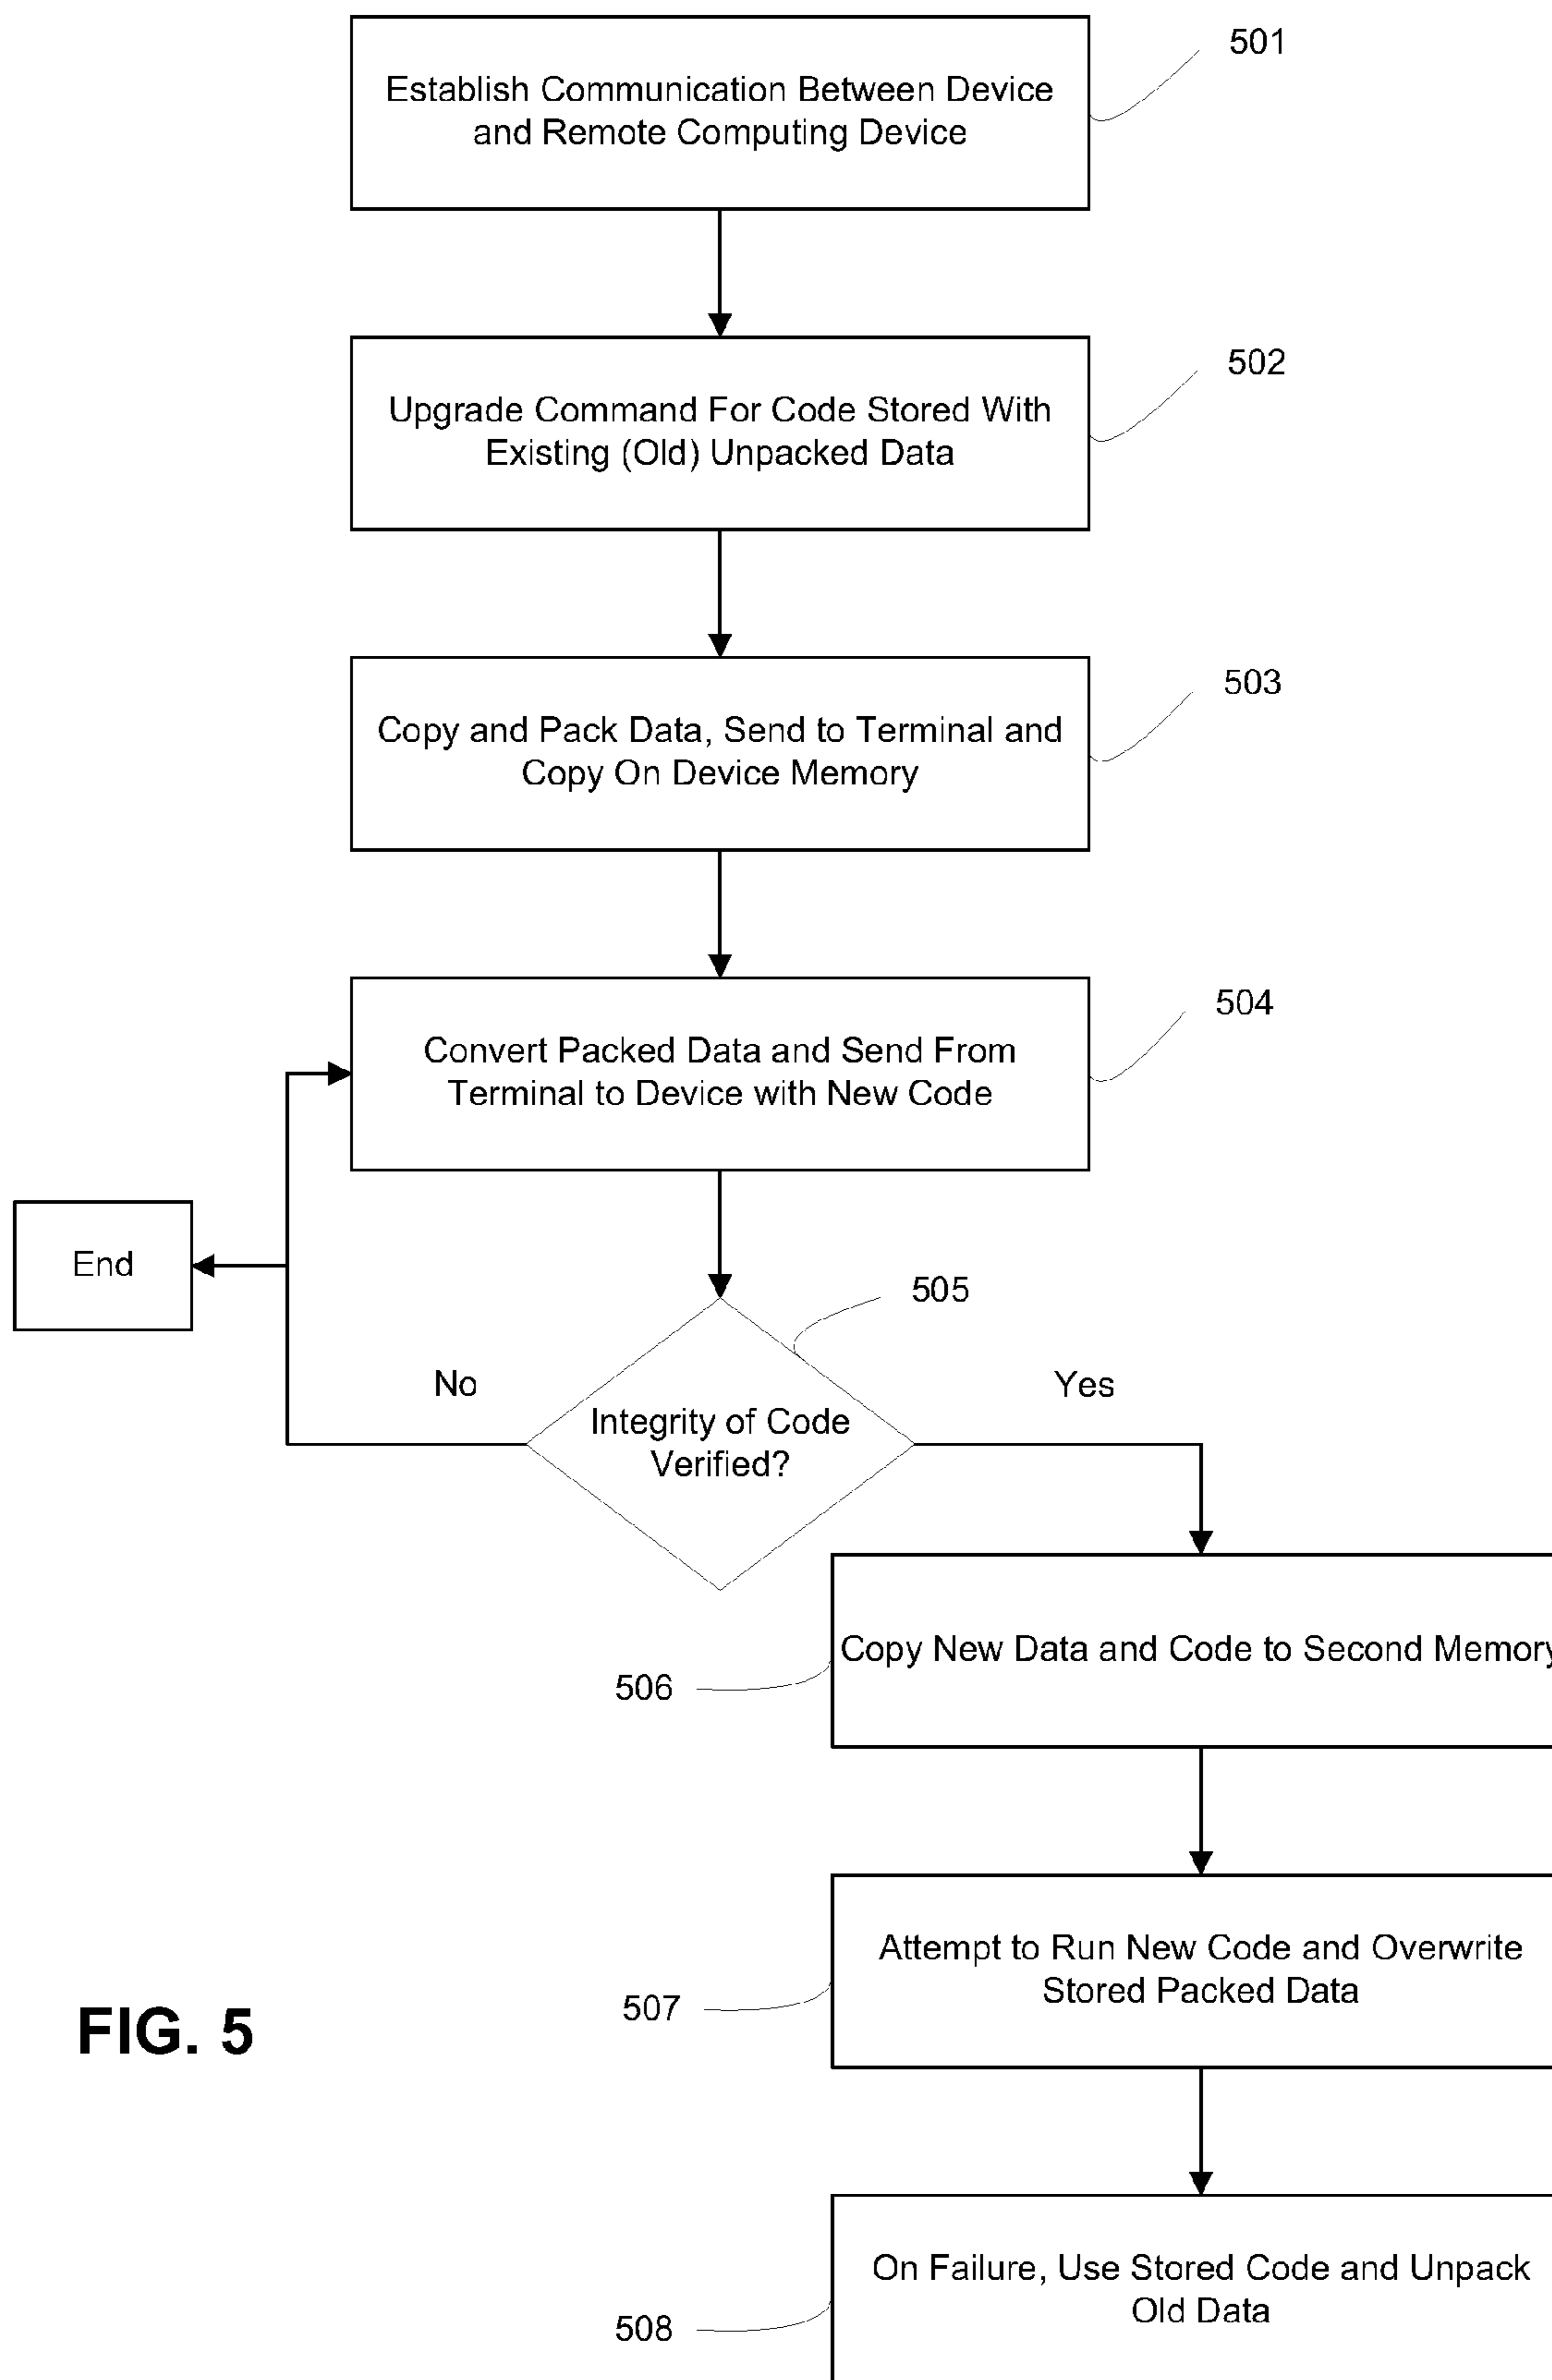 501
Establish Communication Between Device
and Remote Computing Device
502
Upgrade Command For Code Stored With
Existing (Old) Unpacked Data
503
Copy and Pack Data, Send to Terminal and
Copy On Device Memory
504
Convert Packed Data and Send From
Terminal to Device with New Code
End
505
No
Yes
Integrity of Code
Verified?
Copy New Data and Code to Second Memory
506
Attempt to Run New Code and Overwrite
Stored Packed Data
507
FIG. 5
On Failure, Use Stored Code and Unpack
Old Data
508